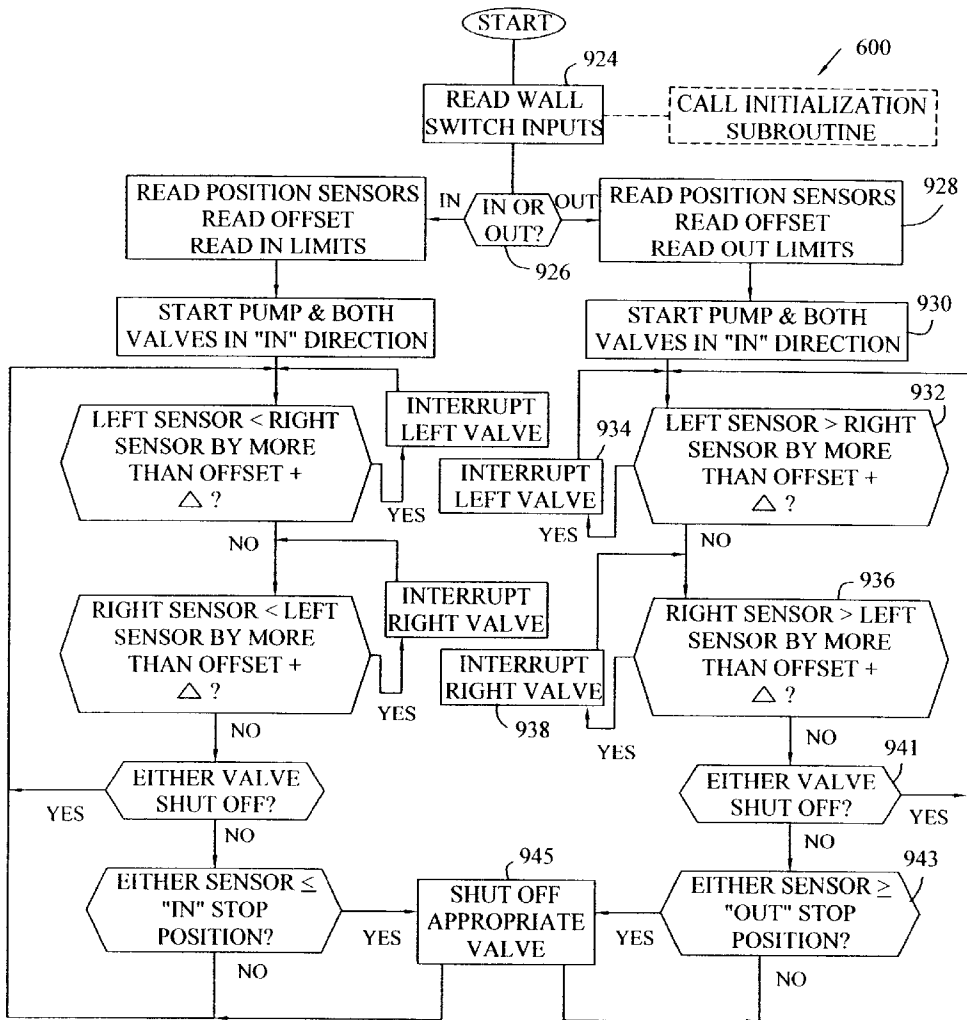 START
924
600
READ WALL
SWITCH INPUTS
CALL INITIALIZATION
SUBROUTINE
READ POSITION SENSORS
READ OFFSET
READ IN LIMITS
IN
IN OR
OUT?
OUT
926
READ POSITION SENSORS
READ OFFSET
READ OUT LIMITS
928
START PUMP & BOTH
VALVES IN "IN" DIRECTION
START PUMP & BOTH
VALVES IN "IN" DIRECTION
930
LEFT SENSOR < RIGHT
SENSOR BY MORE
THAN OFFSET +
△ ?
YES
NO
INTERRUPT
LEFT VALVE
934
INTERRUPT
LEFT VALVE
YES
932
LEFT SENSOR > RIGHT
SENSOR BY MORE
THAN OFFSET +
△ ?
NO
RIGHT SENSOR < LEFT
SENSOR BY MORE
THAN OFFSET +
△ ?
YES
NO
INTERRUPT
RIGHT VALVE
INTERRUPT
RIGHT VALVE
938
YES
936
RIGHT SENSOR > LEFT
SENSOR BY MORE
THAN OFFSET +
△ ?
NO
EITHER VALVE
SHUT OFF?
YES
NO
941
EITHER VALVE
SHUT OFF?
YES
NO
EITHER SENSOR ≤
"IN" STOP
POSITION?
YES
NO
945
SHUT OFF
APPROPRIATE
VALVE
YES
943
EITHER SENSOR ≥
"OUT" STOP
POSITION?
NO